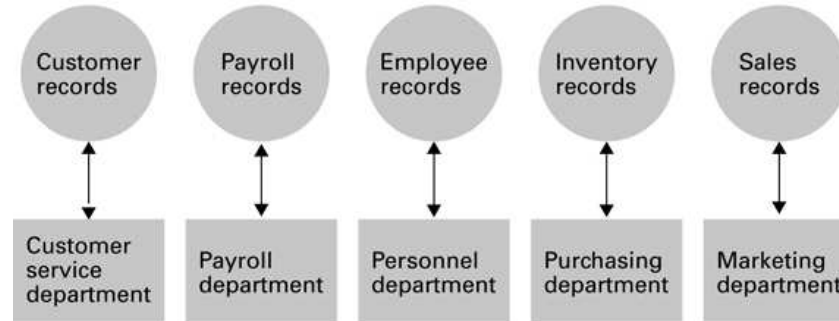 Customer
records
Payroll
records
Employee
records
Inventory
records
Sales
records
Customer
service
department
Payroll
department
Personnel
department
Purchasing
department
Marketing
department